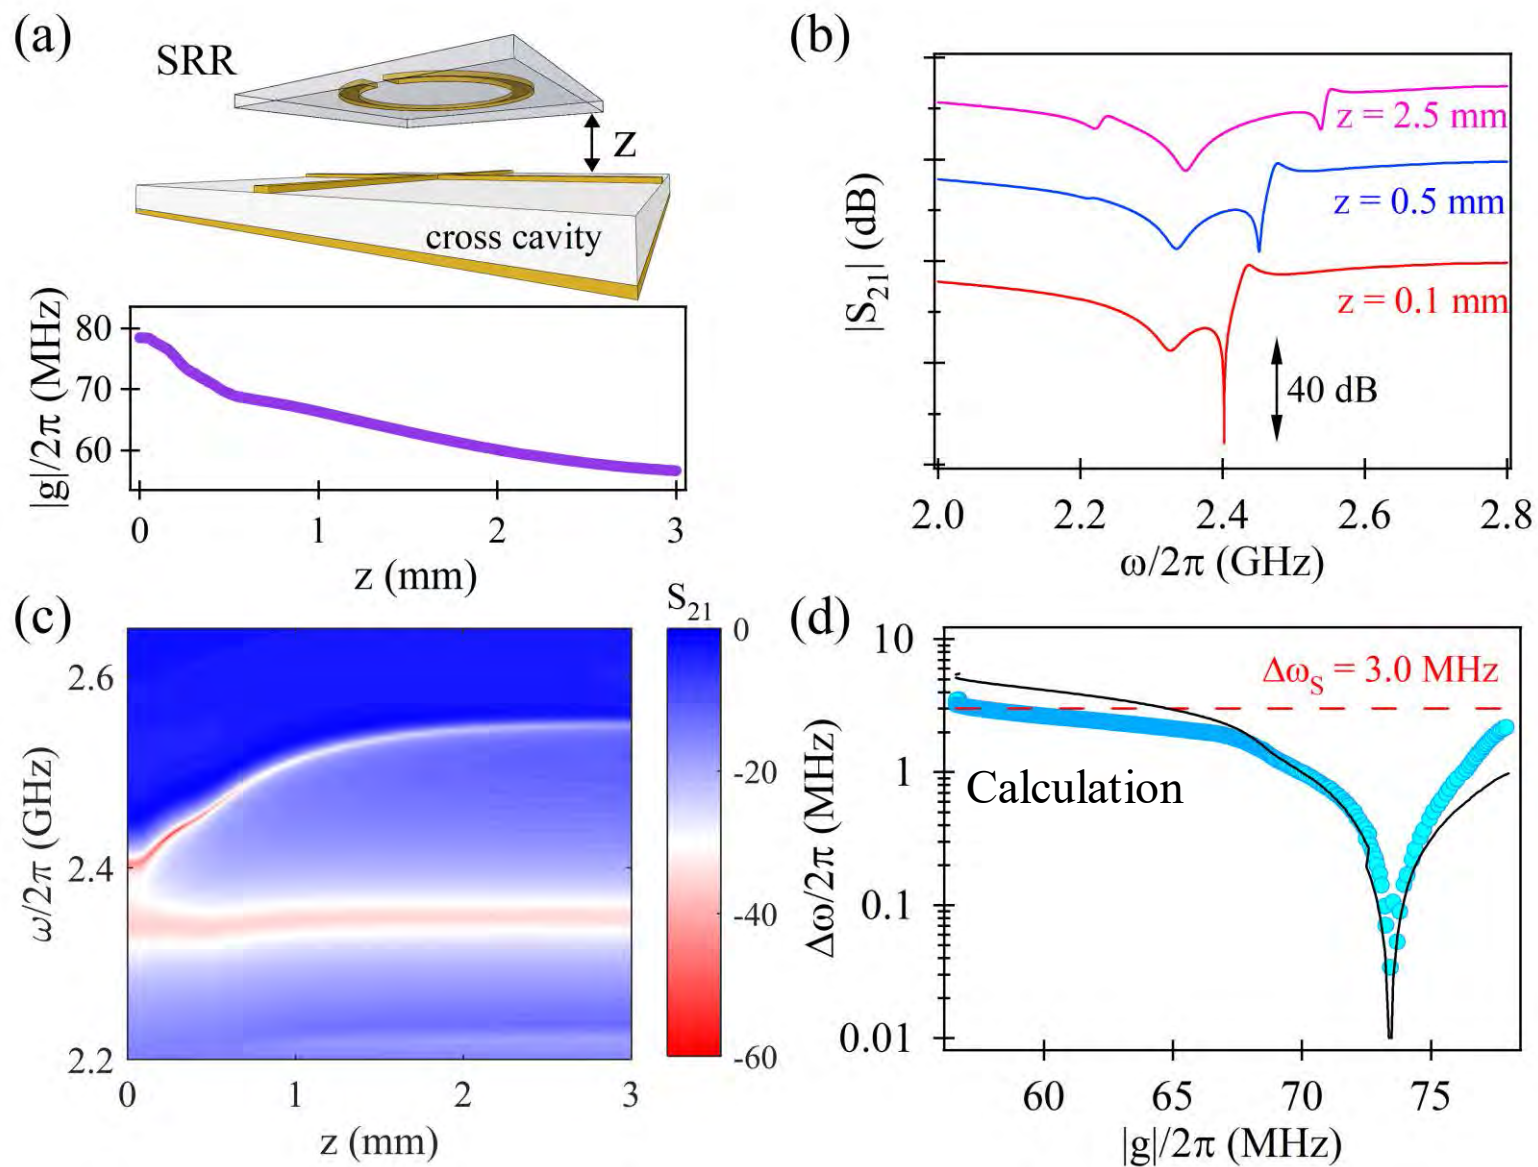 (a)
SRR
z
cross cavity
80
70
60
|g|/2π (MHz)
0 1 2 3
z (mm)
(b)
|S21| (dB)
z = 2.5 mm
z = 0.5 mm
z = 0.1 mm
40 dB
2.0 2.2 2.4 2.6 2.8
ω/2π (GHz)
(c)
S21
0
-20
-40
-60
2.6
2.4
2.2
ω/2π (GHz)
0 1 2 3
z (mm)
(d)
10
1
0.1
0.01
Δω/2π (MHz)
ΔωS = 3.0 MHz
Calculation
60 65 70 75
|g|/2π (MHz)